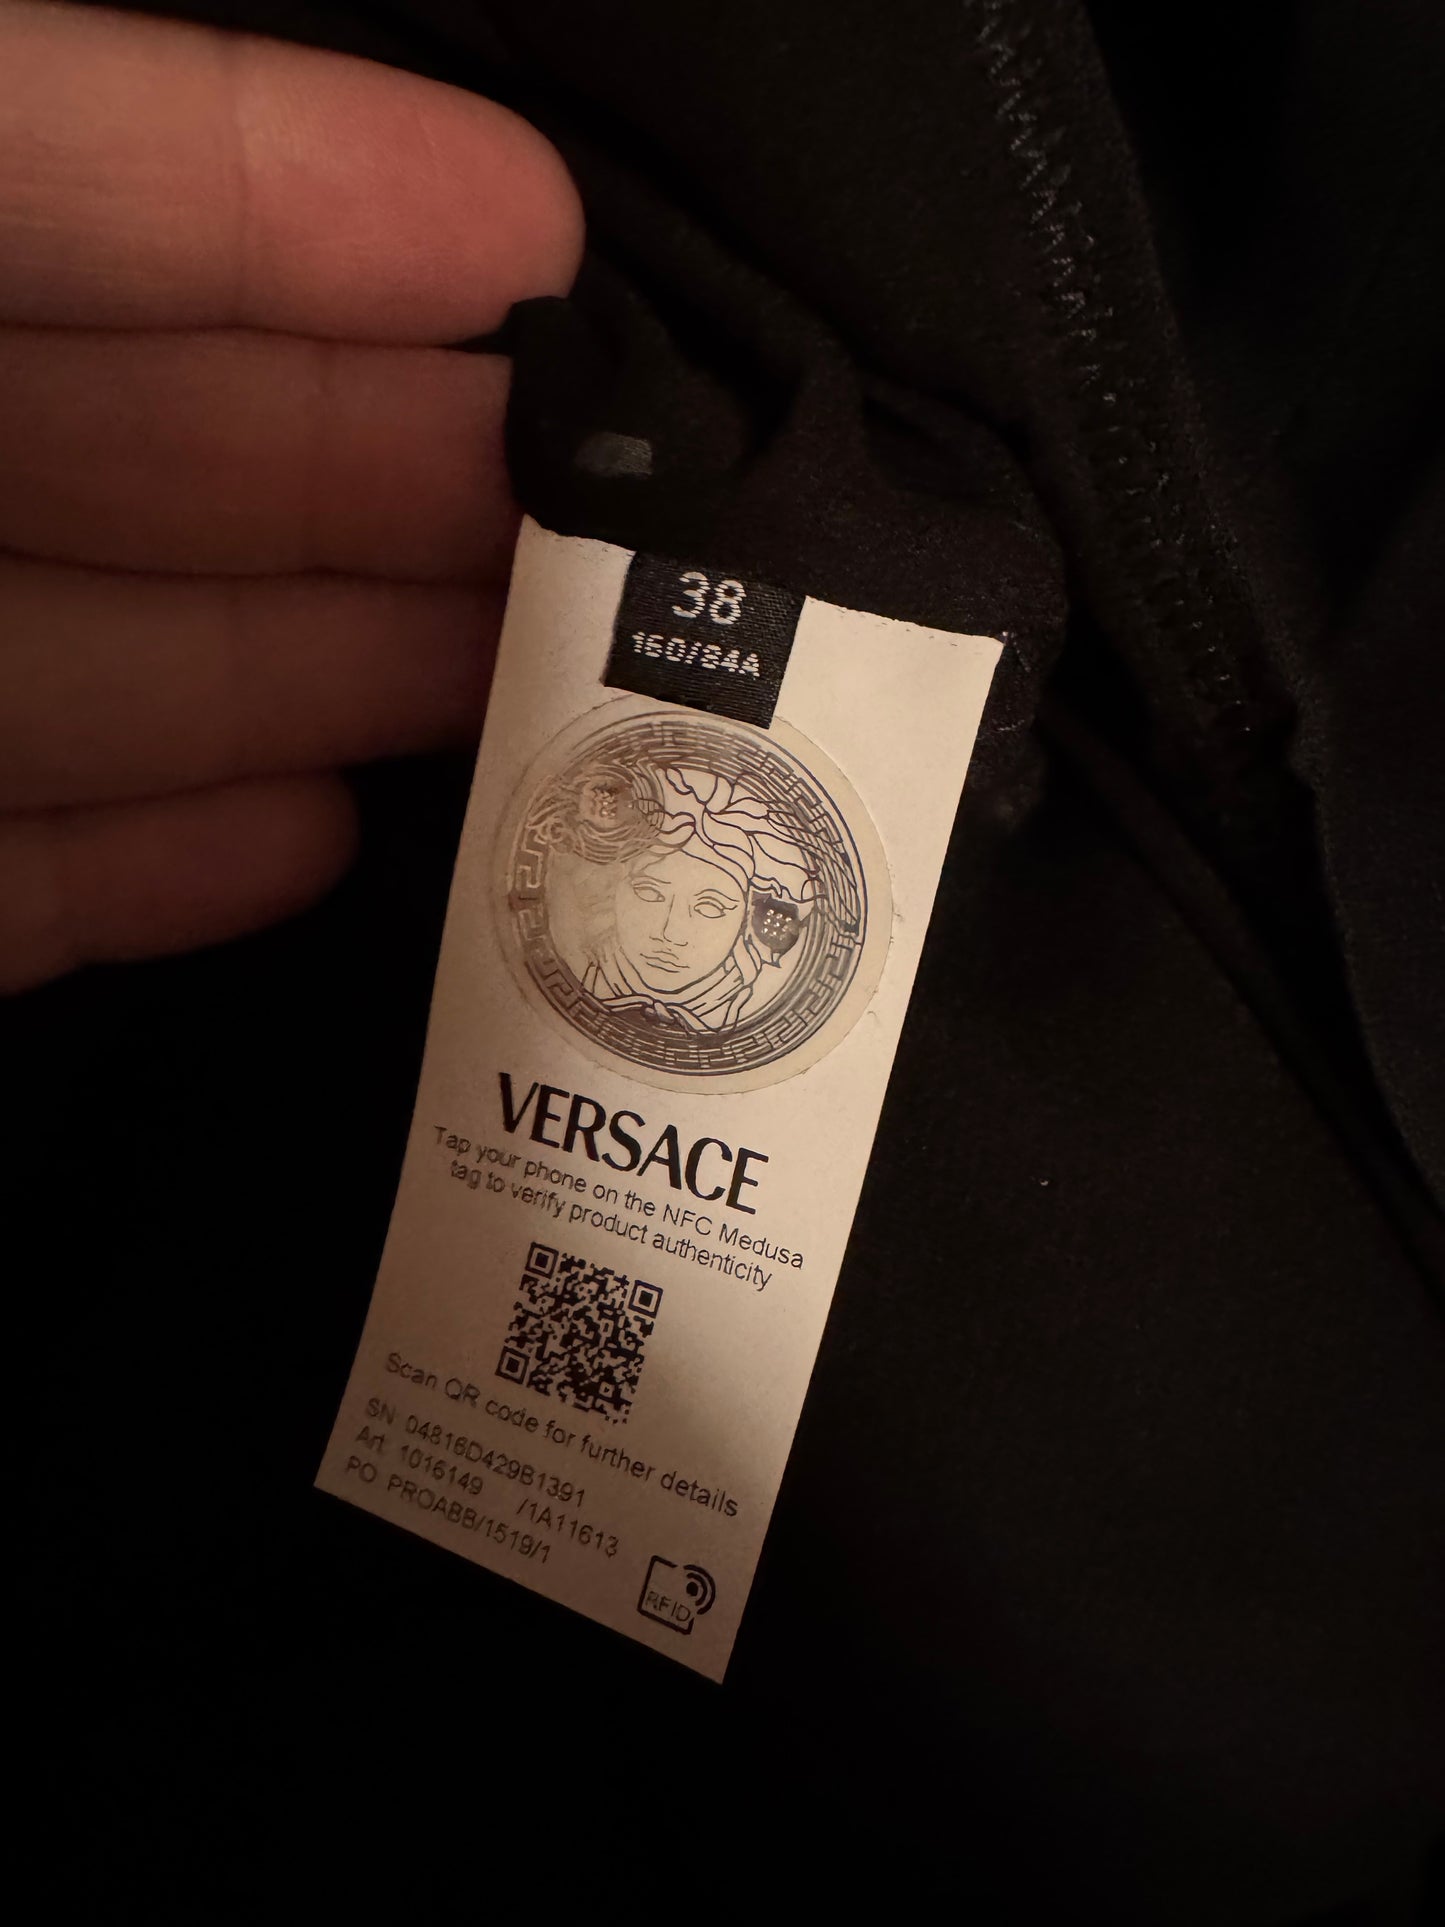 38
160/84A
VERSACE
Tap your phone on the NFC Medusa
tag to verify product authenticity
Scan QR code for further details
SN 04816D429B1391
Art. 1016149 /1A11613
PO PROABB/1519/1
RFID